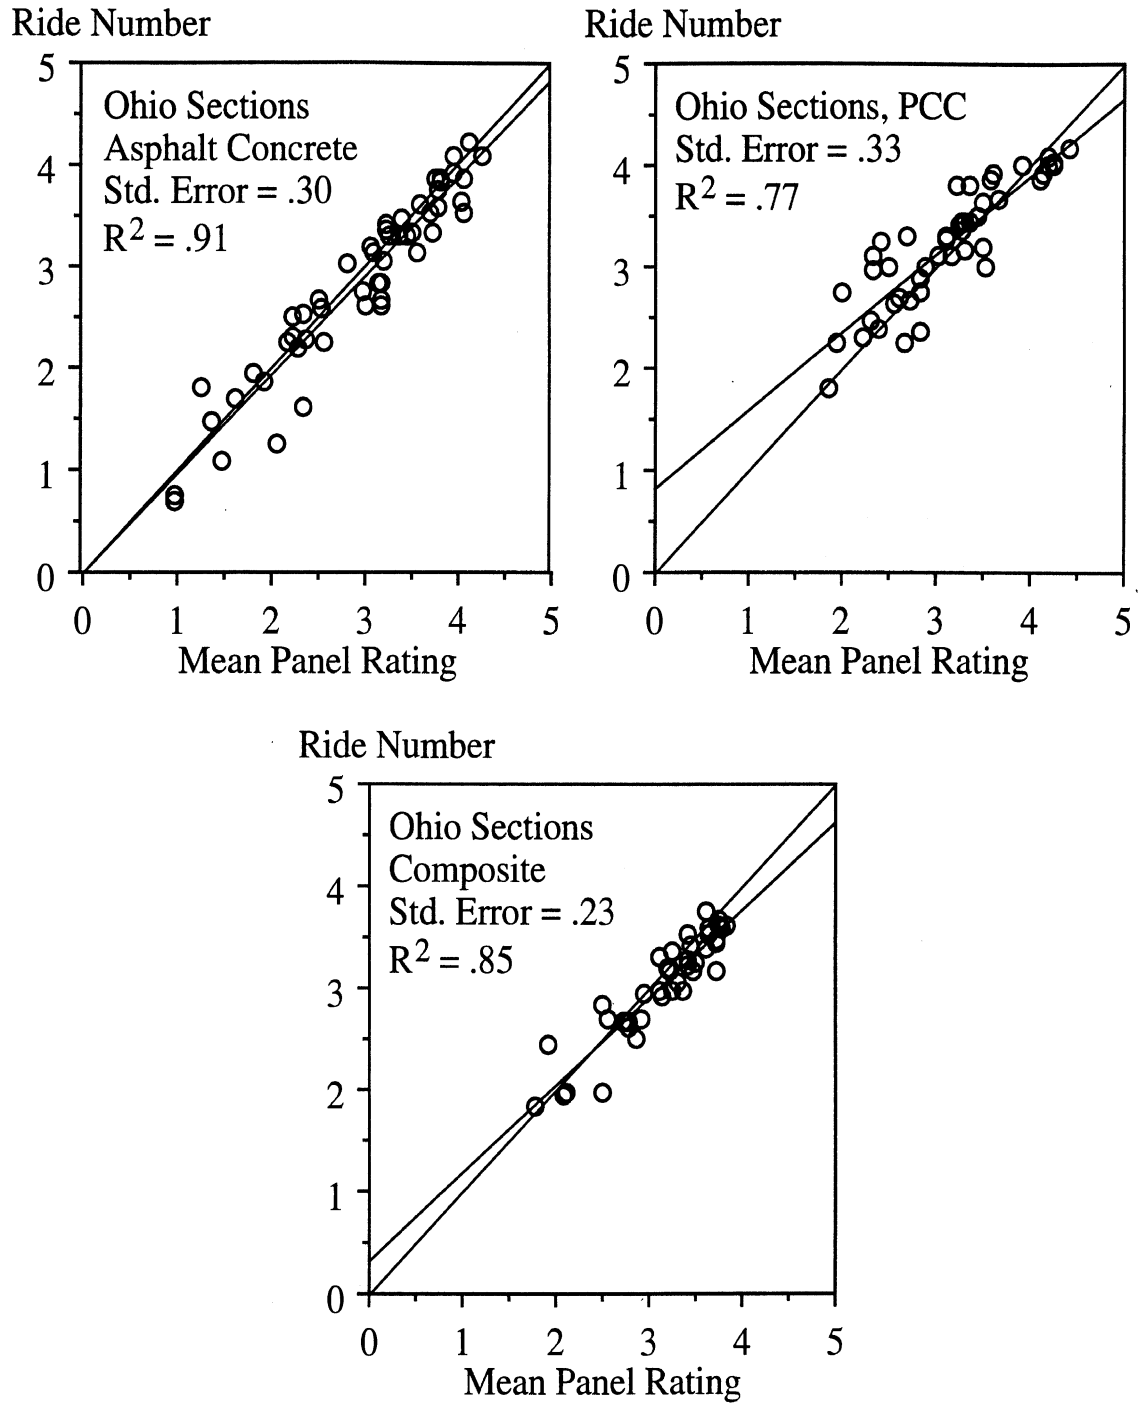 Ride Number
5
4
3
2
1
0
Ohio Sections
Asphalt Concrete
Std. Error = .30
R2 = .91
0 1 2 3 4 5
Mean Panel Rating
Ride Number
5
4
3
2
1
0
Ohio Sections, PCC
Std. Error = .33
R2 = .77
0 1 2 3 4 5
Mean Panel Rating
Ride Number
5
4
3
2
1
0
Ohio Sections
Composite
Std. Error = .23
R2 = .85
0 1 2 3 4 5
Mean Panel Rating